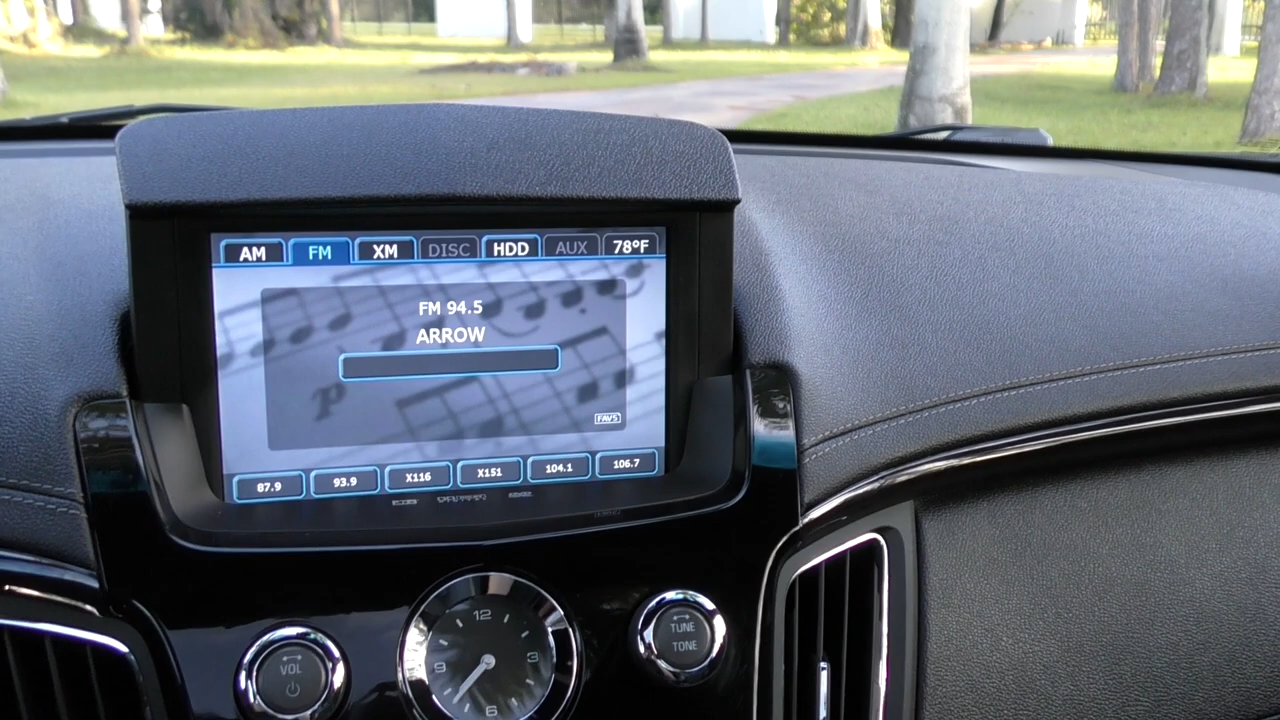 AM FM XM DISC HDD AUX 78°F
FM 94.5
ARROW
p
FAVS
87.9 93.9 X116 X151 104.1 106.7
12
3
6
9
VOL
TUNE
TONE